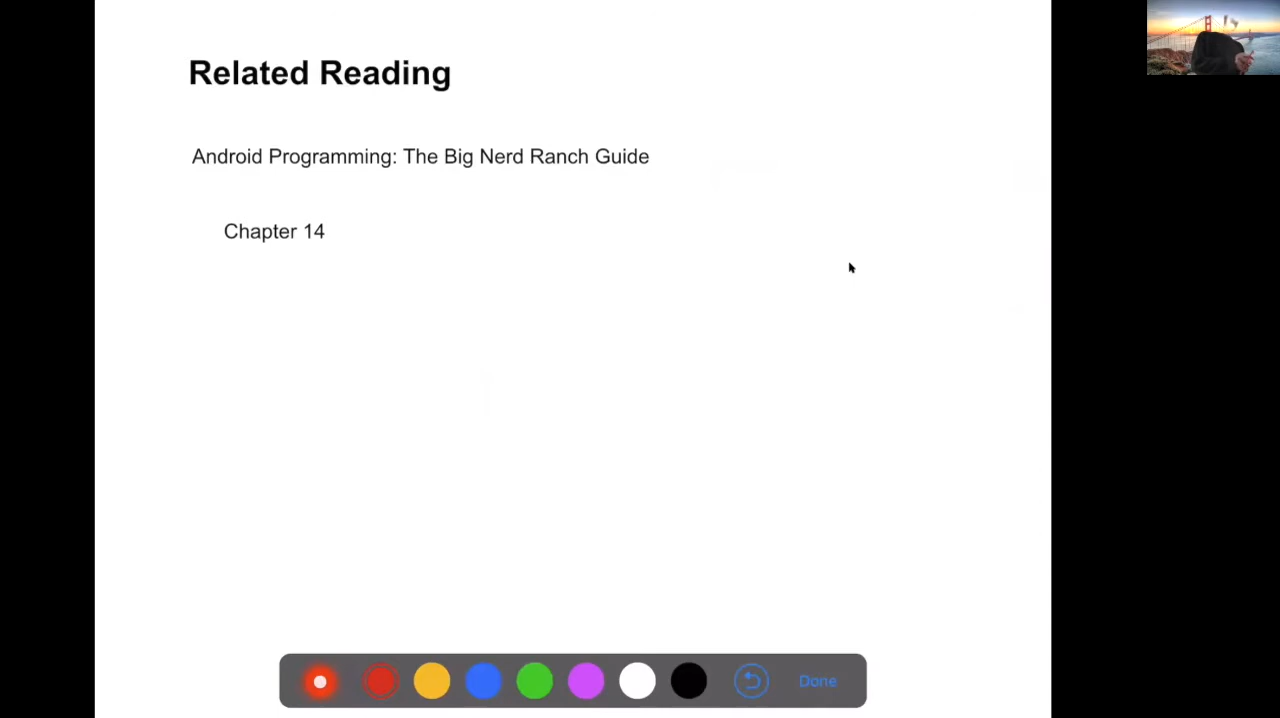 Related Reading
Android Programming: The Big Nerd Ranch Guide
Chapter 14
Done